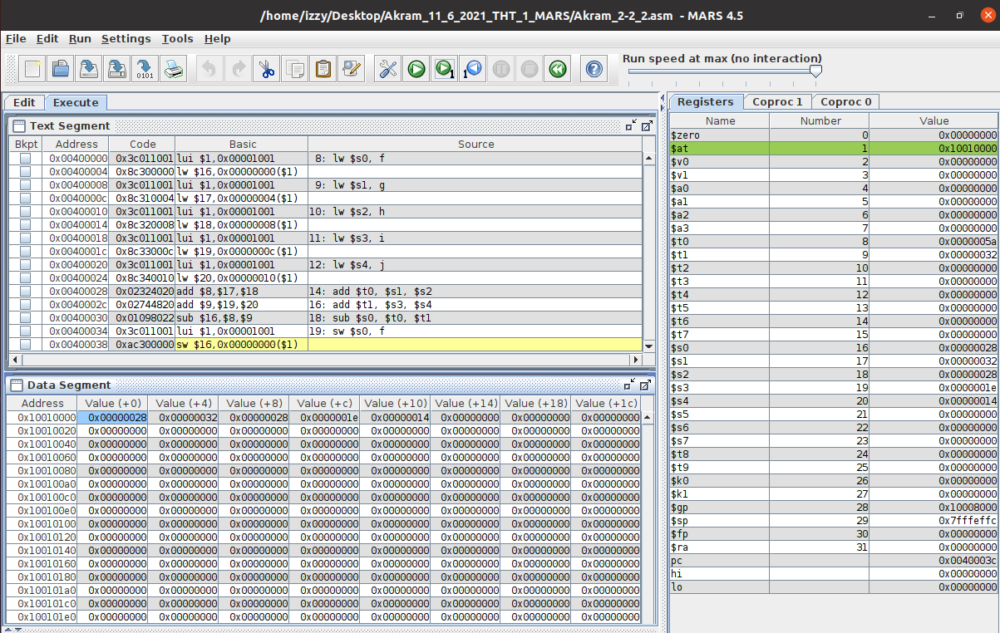 /home/izzy/Desktop/Akram_11_6_2021_THT_1_MARS/Akram_2-2_2.asm - MARS 4.5
File Edit Run Settings Tools Help
Run speed at max (no interaction)
0101
1
1
?
Edit Execute
Text Segment
Bkpt Address Code Basic Source
0x00400000 0x3c011001 lui $1,0x00001001 8: lw $s0, f
0x00400004 0x8c300000 lw $16,0x00000000($1)
0x00400008 0x3c011001 lui $1,0x00001001 9: lw $s1, g
0x0040000c 0x8c310004 lw $17,0x00000004($1)
0x00400010 0x3c011001 lui $1,0x00001001 10: lw $s2, h
0x00400014 0x8c320008 lw $18,0x00000008($1)
0x00400018 0x3c011001 lui $1,0x00001001 11: lw $s3, i
0x0040001c 0x8c33000c lw $19,0x0000000c($1)
0x00400020 0x3c011001 lui $1,0x00001001 12: lw $s4, j
0x00400024 0x8c340010 lw $20,0x00000010($1)
0x00400028 0x02324020 add $8,$17,$18 14: add $t0, $s1, $s2
0x0040002c 0x02744820 add $9,$19,$20 16: add $t1, $s3, $s4
0x00400030 0x01098022 sub $16,$8,$9 18: sub $s0, $t0, $t1
0x00400034 0x3c011001 lui $1,0x00001001 19: sw $s0, f
0x00400038 0xac300000 sw $16,0x00000000($1)
Data Segment
Address Value (+0) Value (+4) Value (+8) Value (+c) Value (+10) Value (+14) Value (+18) Value (+1c)
0x10010000 0x00000028 0x00000032 0x00000028 0x0000001e 0x00000014 0x00000000 0x00000000 0x00000000
0x10010020 0x00000000 0x00000000 0x00000000 0x00000000 0x00000000 0x00000000 0x00000000 0x00000000
0x10010040 0x00000000 0x00000000 0x00000000 0x00000000 0x00000000 0x00000000 0x00000000 0x00000000
0x10010060 0x00000000 0x00000000 0x00000000 0x00000000 0x00000000 0x00000000 0x00000000 0x00000000
0x10010080 0x00000000 0x00000000 0x00000000 0x00000000 0x00000000 0x00000000 0x00000000 0x00000000
0x100100a0 0x00000000 0x00000000 0x00000000 0x00000000 0x00000000 0x00000000 0x00000000 0x00000000
0x100100c0 0x00000000 0x00000000 0x00000000 0x00000000 0x00000000 0x00000000 0x00000000 0x00000000
0x100100e0 0x00000000 0x00000000 0x00000000 0x00000000 0x00000000 0x00000000 0x00000000 0x00000000
0x10010100 0x00000000 0x00000000 0x00000000 0x00000000 0x00000000 0x00000000 0x00000000 0x00000000
0x10010120 0x00000000 0x00000000 0x00000000 0x00000000 0x00000000 0x00000000 0x00000000 0x00000000
0x10010140 0x00000000 0x00000000 0x00000000 0x00000000 0x00000000 0x00000000 0x00000000 0x00000000
0x10010160 0x00000000 0x00000000 0x00000000 0x00000000 0x00000000 0x00000000 0x00000000 0x00000000
0x10010180 0x00000000 0x00000000 0x00000000 0x00000000 0x00000000 0x00000000 0x00000000 0x00000000
0x100101a0 0x00000000 0x00000000 0x00000000 0x00000000 0x00000000 0x00000000 0x00000000 0x00000000
0x100101c0 0x00000000 0x00000000 0x00000000 0x00000000 0x00000000 0x00000000 0x00000000 0x00000000
0x100101e0 0x00000000 0x00000000 0x00000000 0x00000000 0x00000000 0x00000000 0x00000000 0x00000000
Registers Coproc 1 Coproc 0
Name Number Value
$zero 0 0x00000000
$at 1 0x10010000
$v0 2 0x00000000
$v1 3 0x00000000
$a0 4 0x00000000
$a1 5 0x00000000
$a2 6 0x00000000
$a3 7 0x00000000
$t0 8 0x0000005a
$t1 9 0x00000032
$t2 10 0x00000000
$t3 11 0x00000000
$t4 12 0x00000000
$t5 13 0x00000000
$t6 14 0x00000000
$t7 15 0x00000000
$s0 16 0x00000028
$s1 17 0x00000032
$s2 18 0x00000028
$s3 19 0x0000001e
$s4 20 0x00000014
$s5 21 0x00000000
$s6 22 0x00000000
$s7 23 0x00000000
$t8 24 0x00000000
$t9 25 0x00000000
$k0 26 0x00000000
$k1 27 0x00000000
$gp 28 0x10008000
$sp 29 0x7fffeffc
$fp 30 0x00000000
$ra 31 0x00000000
pc 0x0040003c
hi 0x00000000
lo 0x00000000